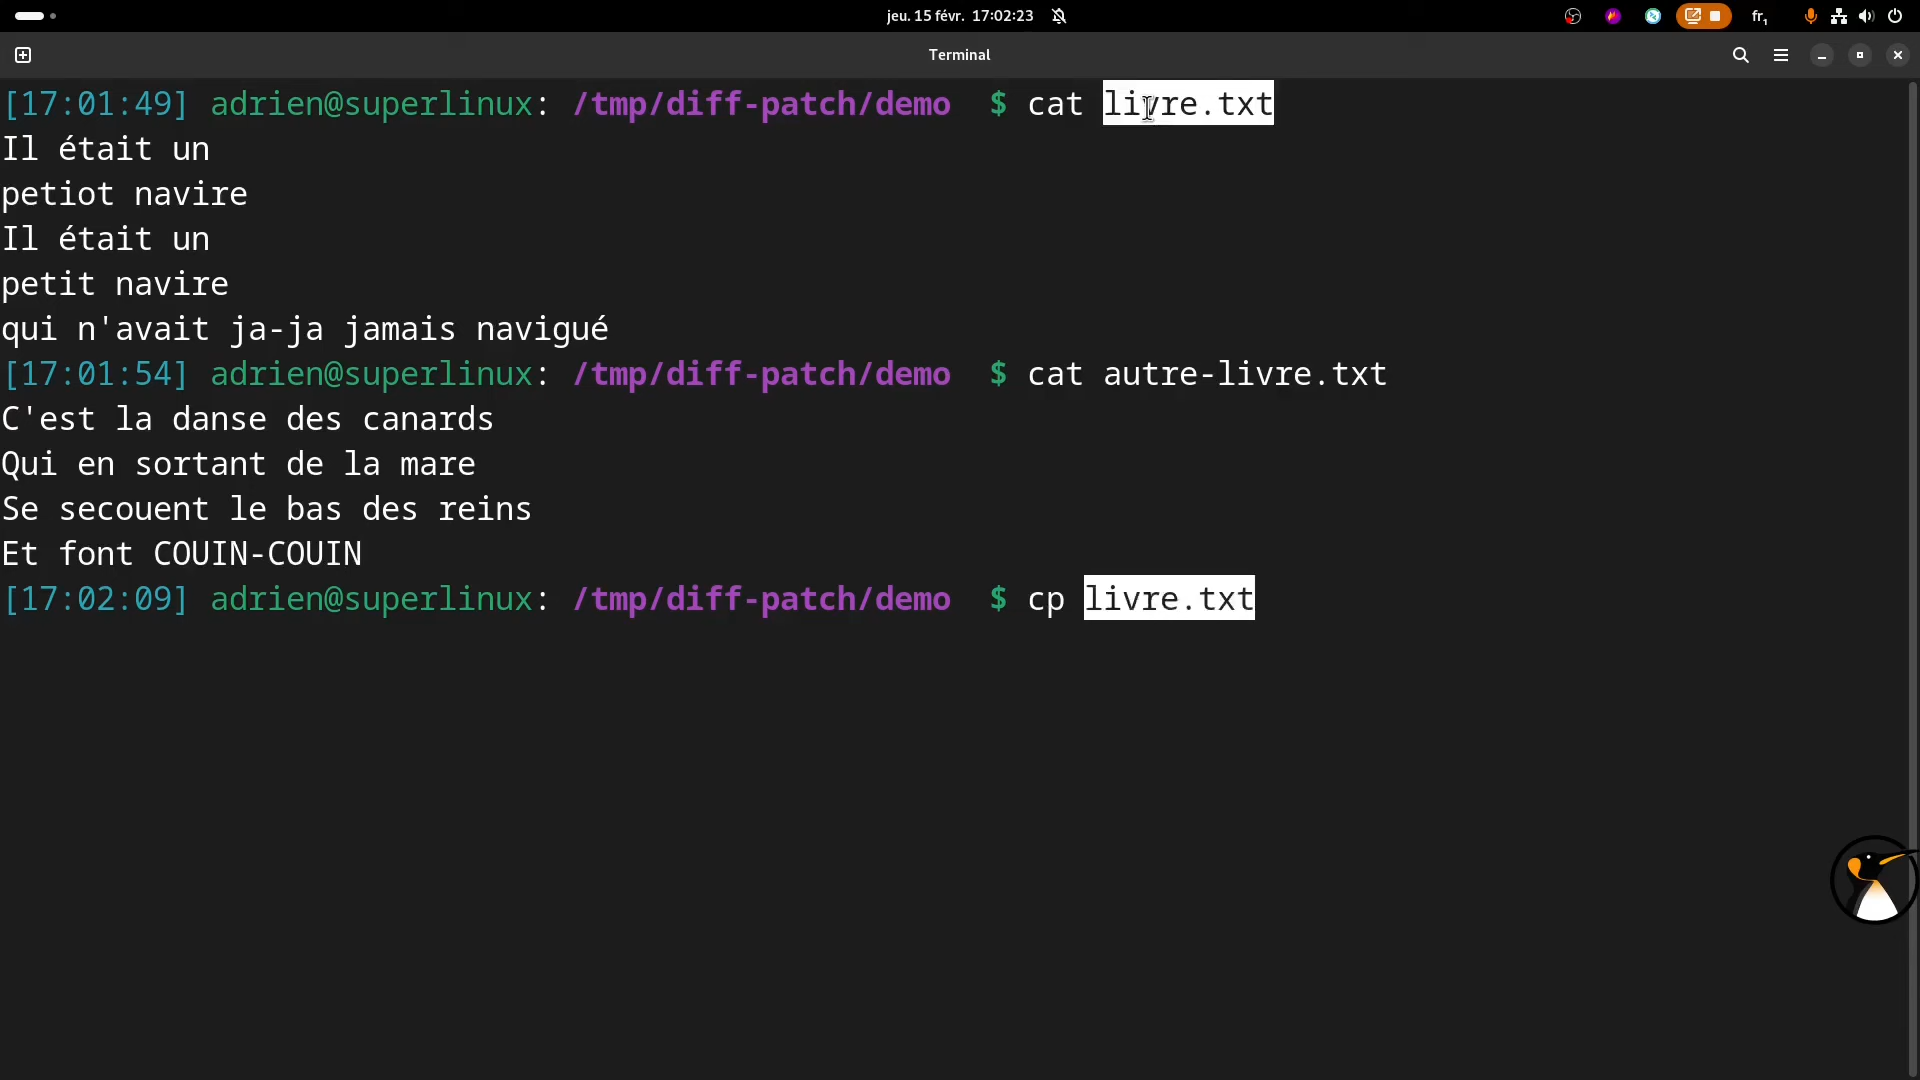 jeu. 15 févr. 17:02:23
fr₁
Terminal
[17:01:49] adrien@superlinux: /tmp/diff-patch/demo $ cat livre.txt
Il était un
petiot navire
Il était un
petit navire
qui n'avait ja-ja jamais navigué
[17:01:54] adrien@superlinux: /tmp/diff-patch/demo $ cat autre-livre.txt
C'est la danse des canards
Qui en sortant de la mare
Se secouent le bas des reins
Et font COUIN-COUIN
[17:02:09] adrien@superlinux: /tmp/diff-patch/demo $ cp livre.txt